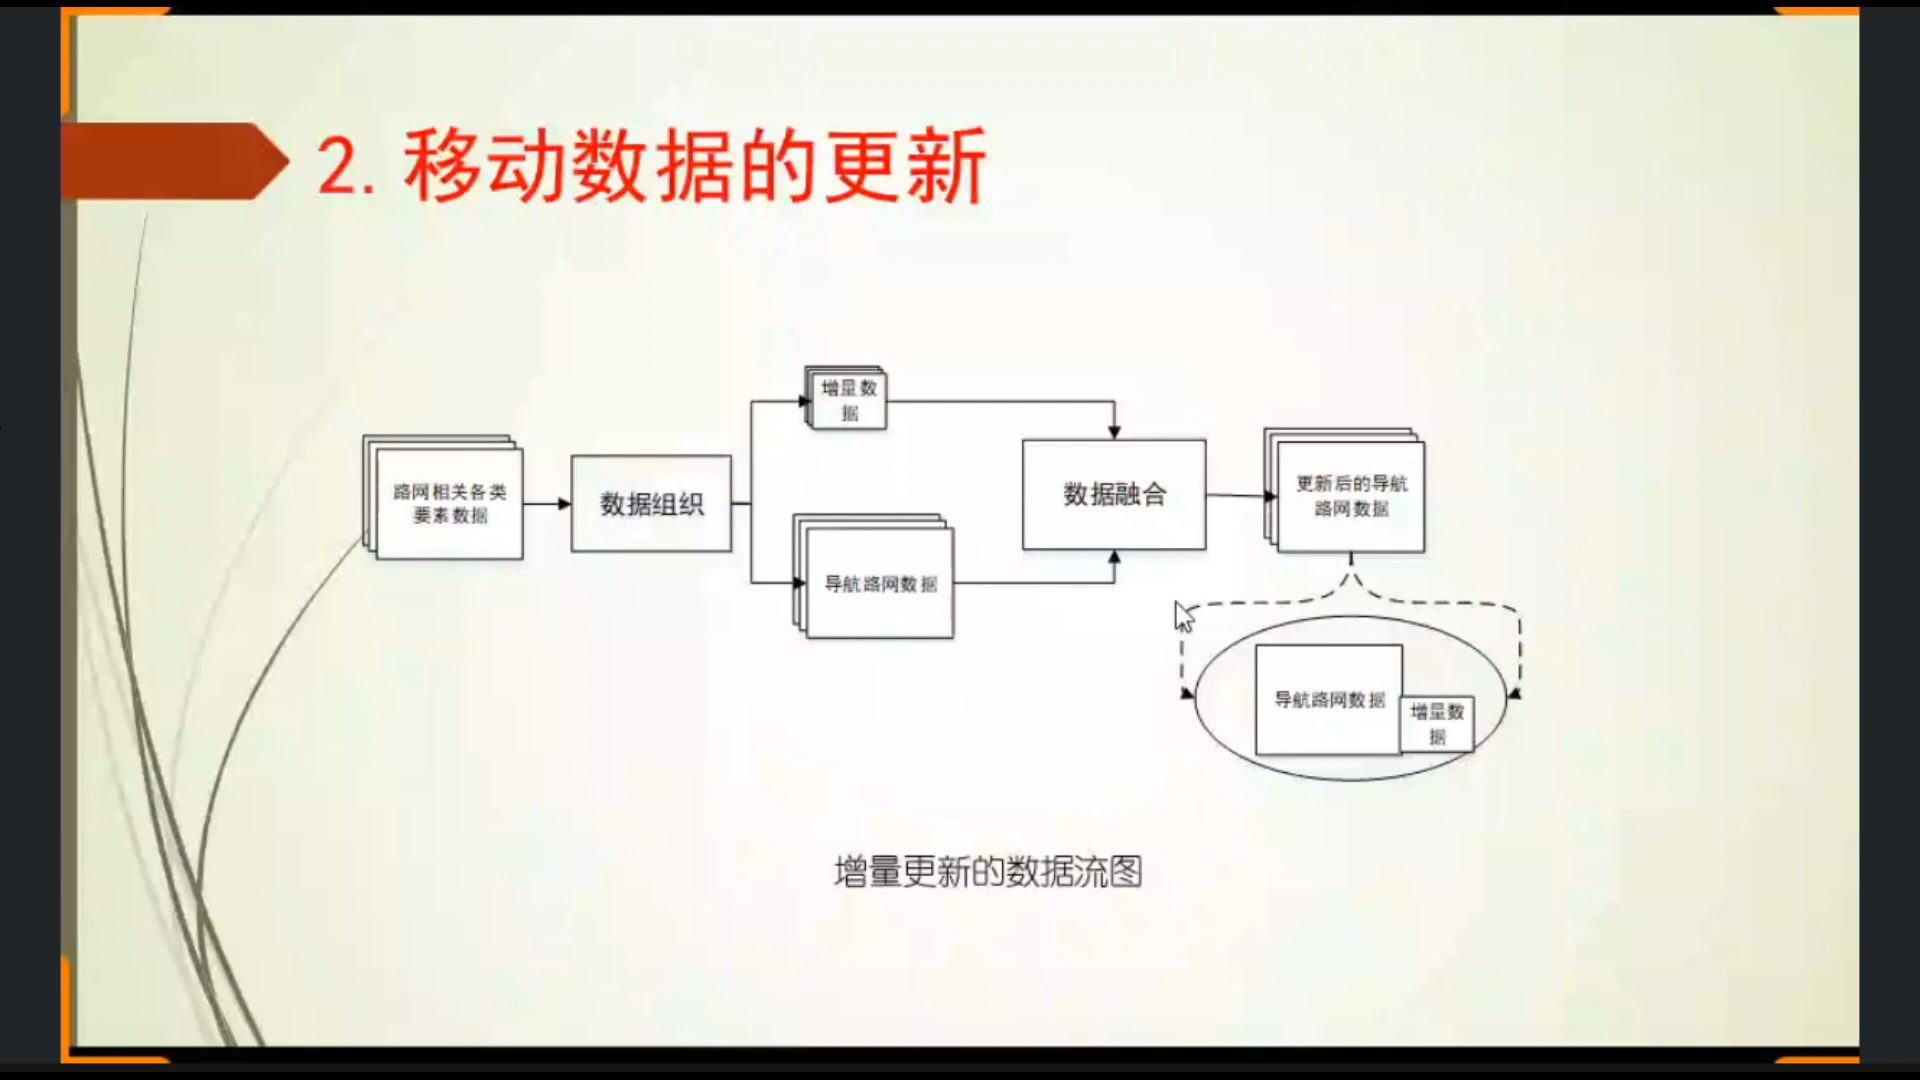 2. 移动数据的更新
增量数
据
路网相关各类
要素数据
数据组织
数据融合
更新后的导航
路网数据
导航路网数据
导航路网数据
增量数
据
增量更新的数据流图